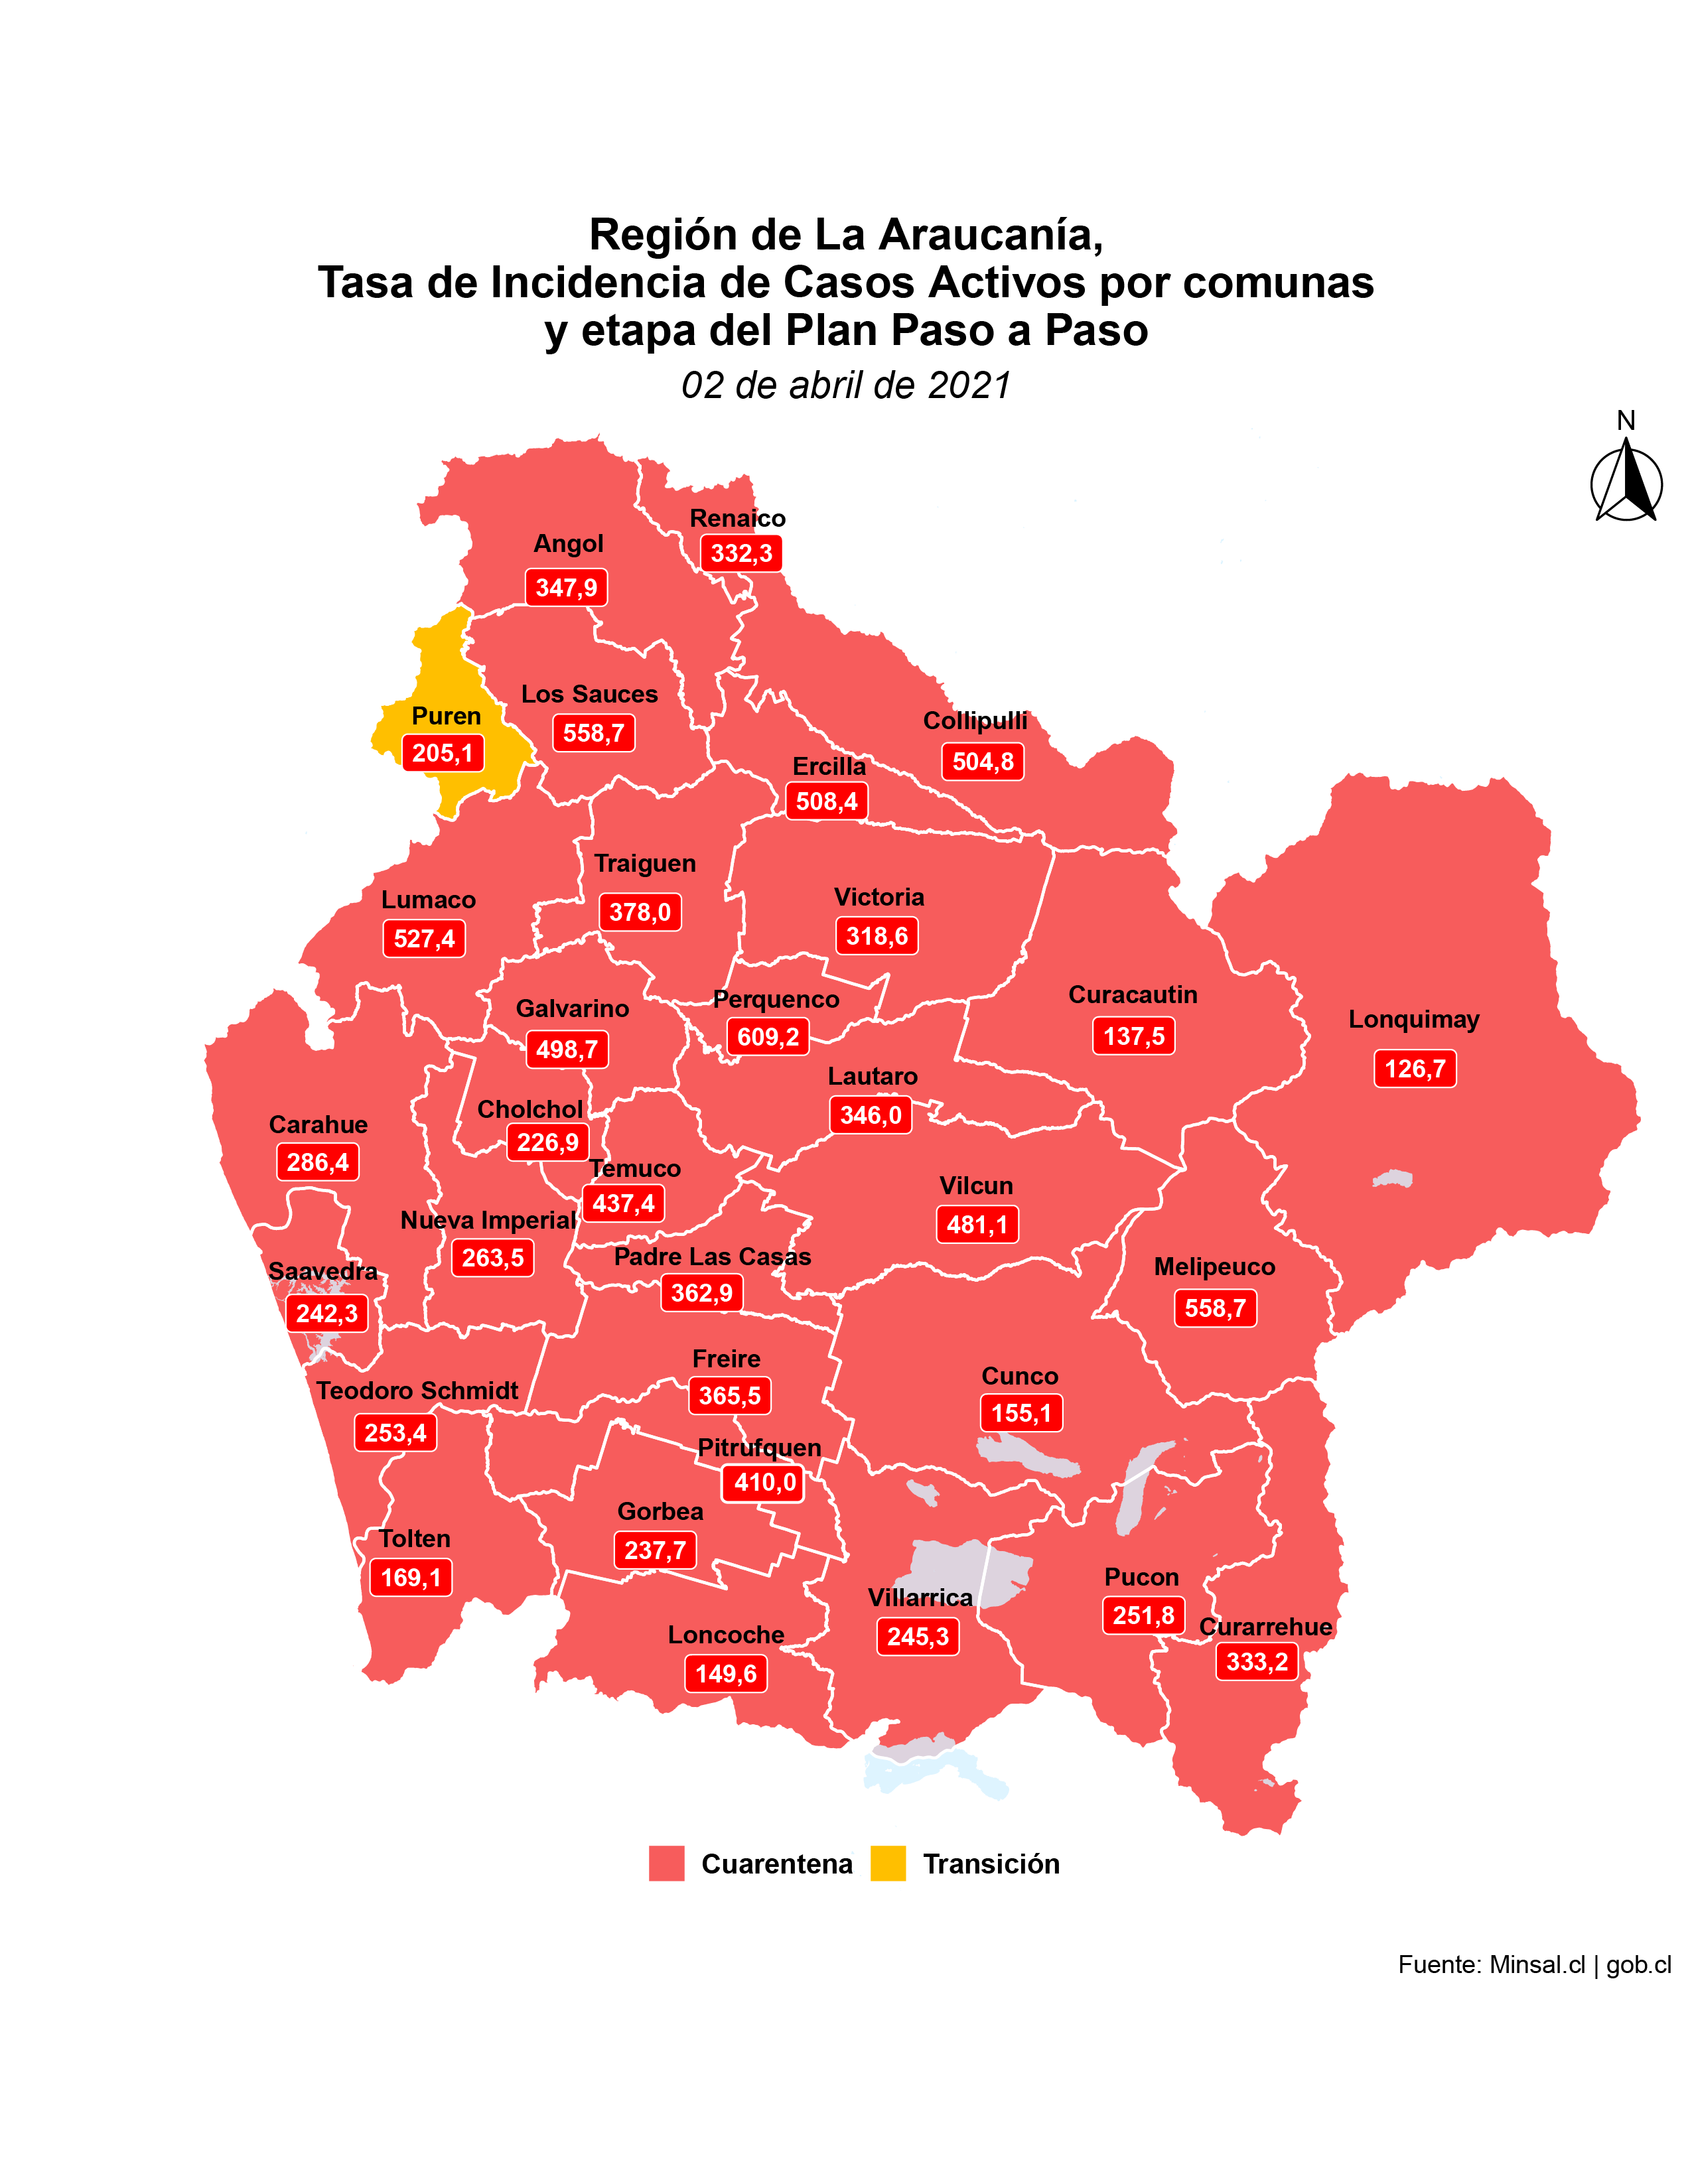 Región de La Araucanía,
Tasa de Incidencia de Casos Activos por comunas
y etapa del Plan Paso a Paso
02 de abril de 2021
N
Renaico
332,3
Angol
347,9
Los Sauces
558,7
Puren
205,1
Collipulli
504,8
Ercilla
508,4
Traiguen
378,0
Victoria
318,6
Lumaco
527,4
Galvarino
498,7
Perquenco
609,2
Curacautin
137,5
Lonquimay
126,7
Lautaro
346,0
Cholchol
226,9
Carahue
286,4
Temuco
437,4
Vilcun
481,1
Nueva Imperial
263,5
Padre Las Casas
362,9
Saavedra
242,3
Melipeuco
558,7
Freire
365,5
Cunco
155,1
Teodoro Schmidt
253,4
Pitrufquen
410,0
Gorbea
237,7
Tolten
169,1
Pucon
251,8
Villarrica
245,3
Curarrehue
333,2
Loncoche
149,6
Cuarentena
Transición
Fuente: Minsal.cl | gob.cl